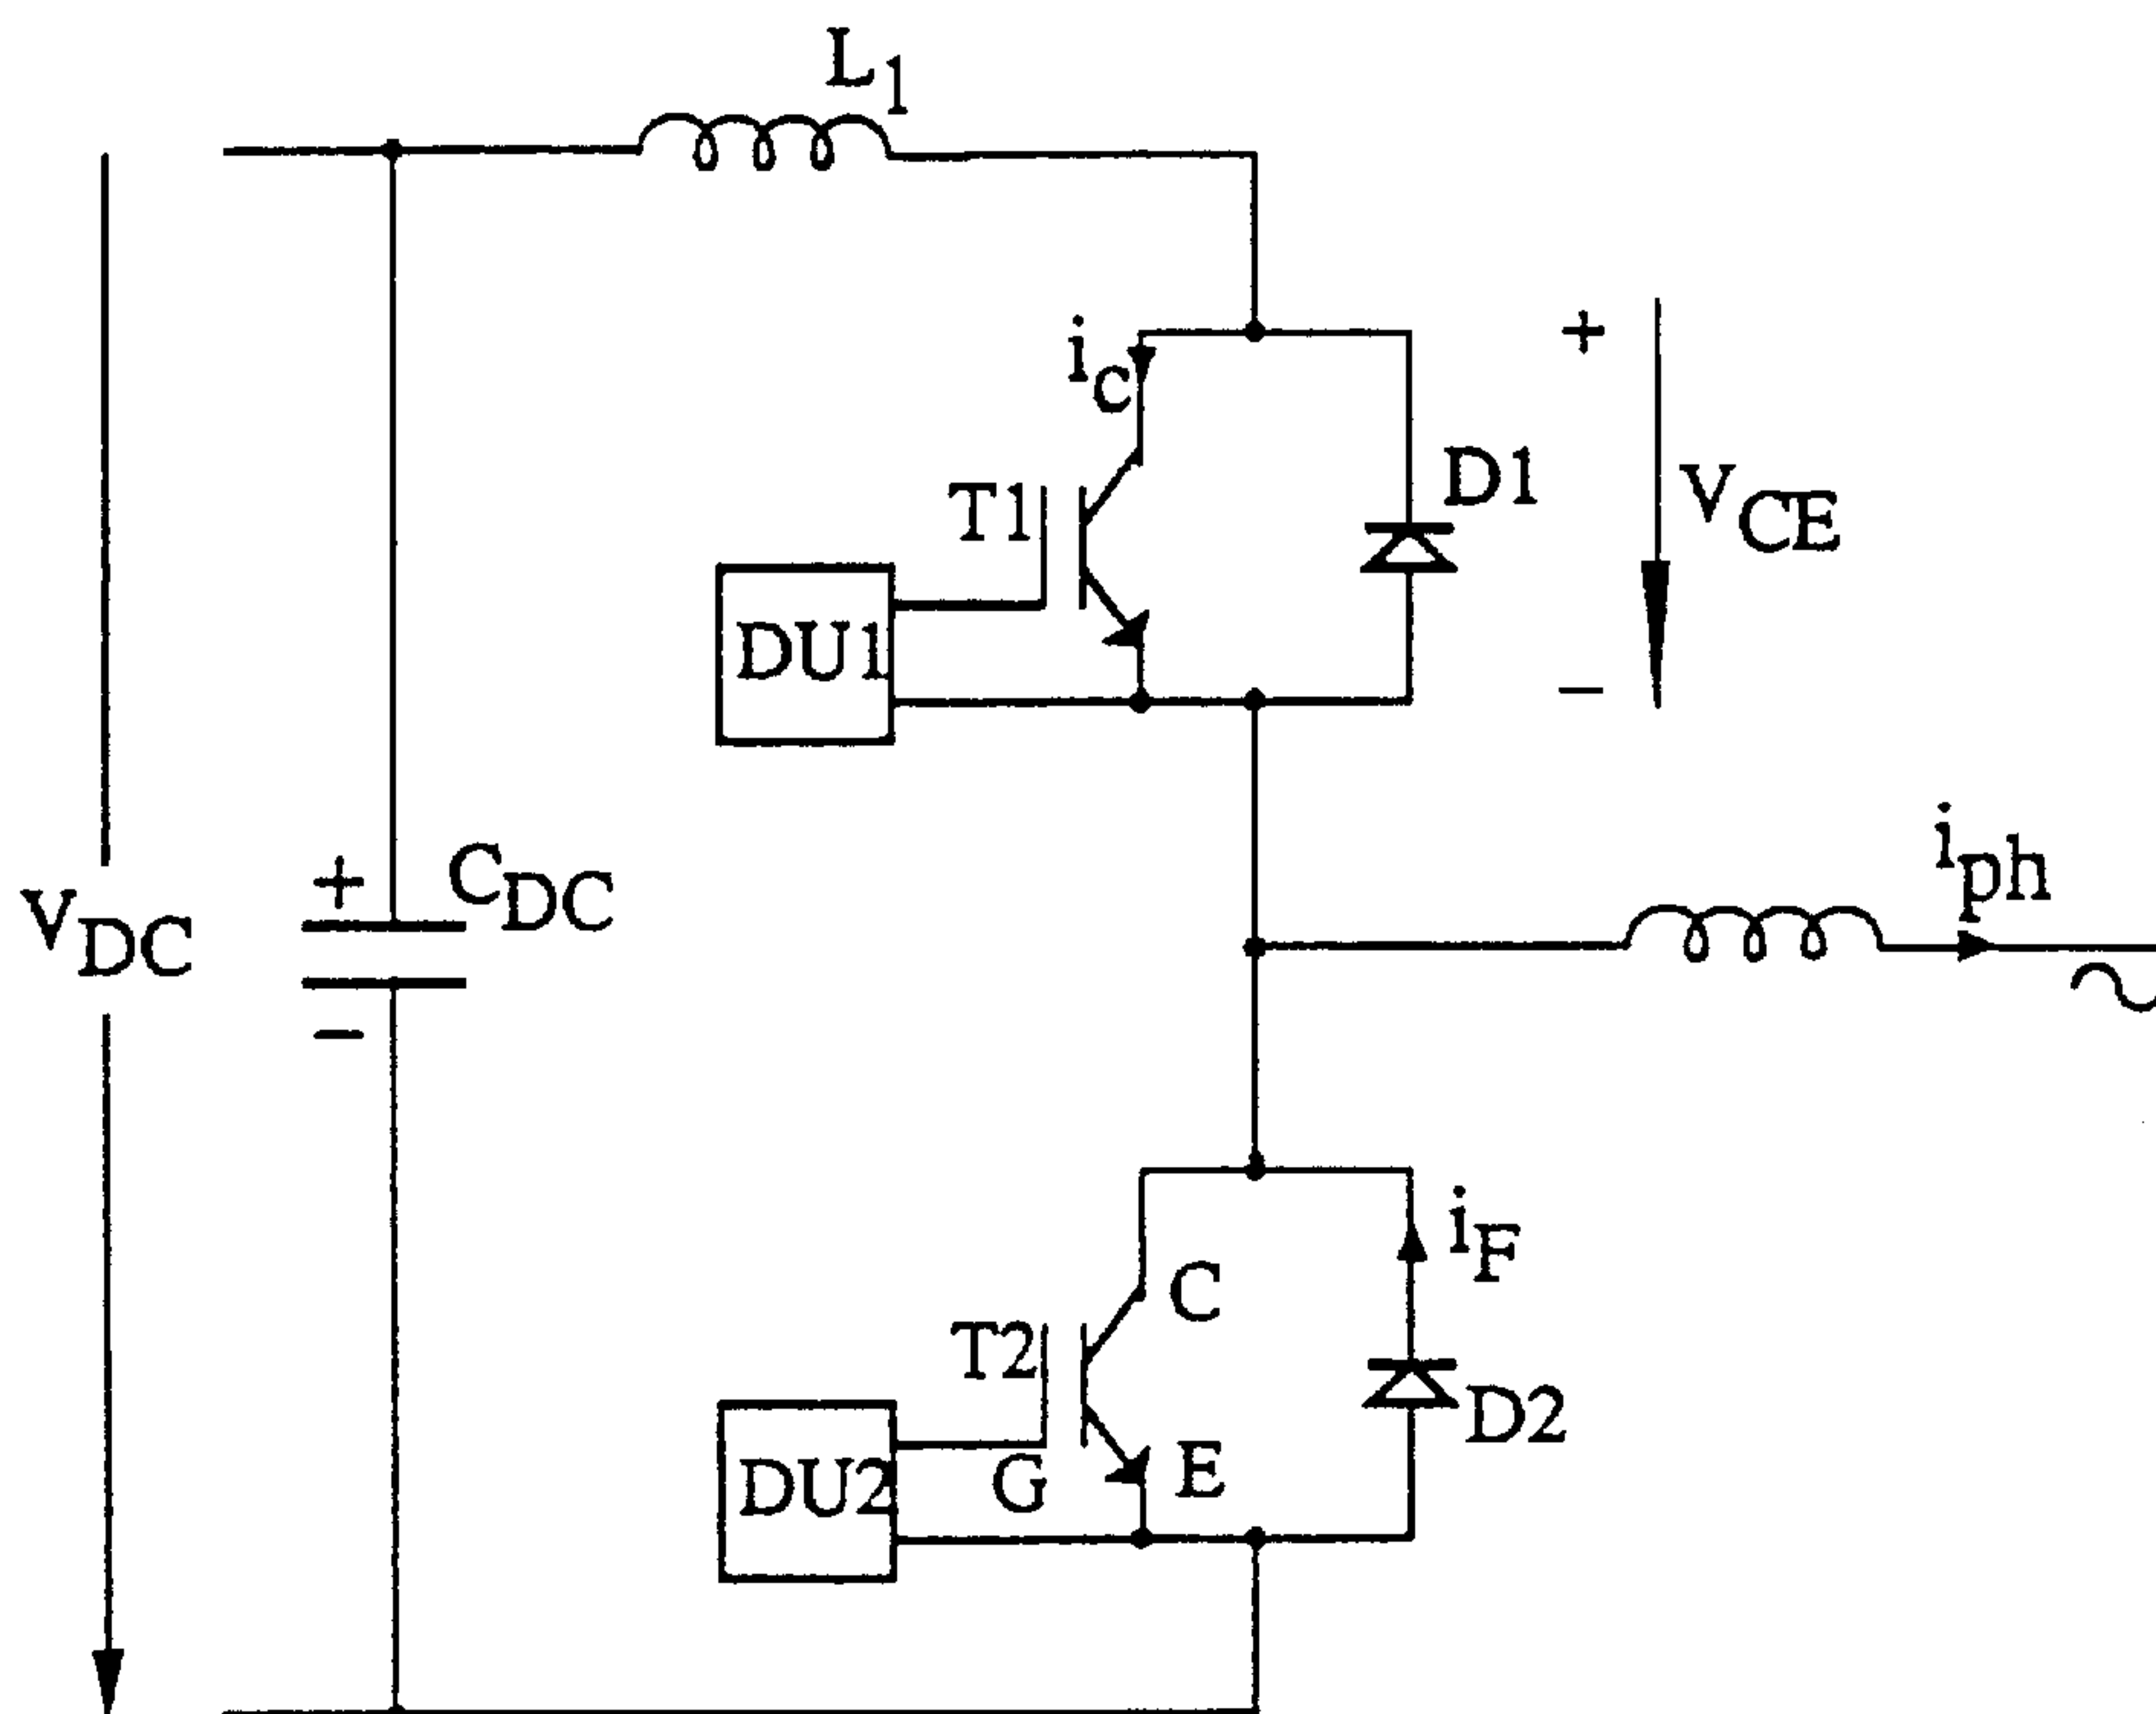 L1
iC
T1
D1
VCE
DU1
+
−
VDC
+
CDC
−
iph
iF
C
T2
D2
DU2
G
E